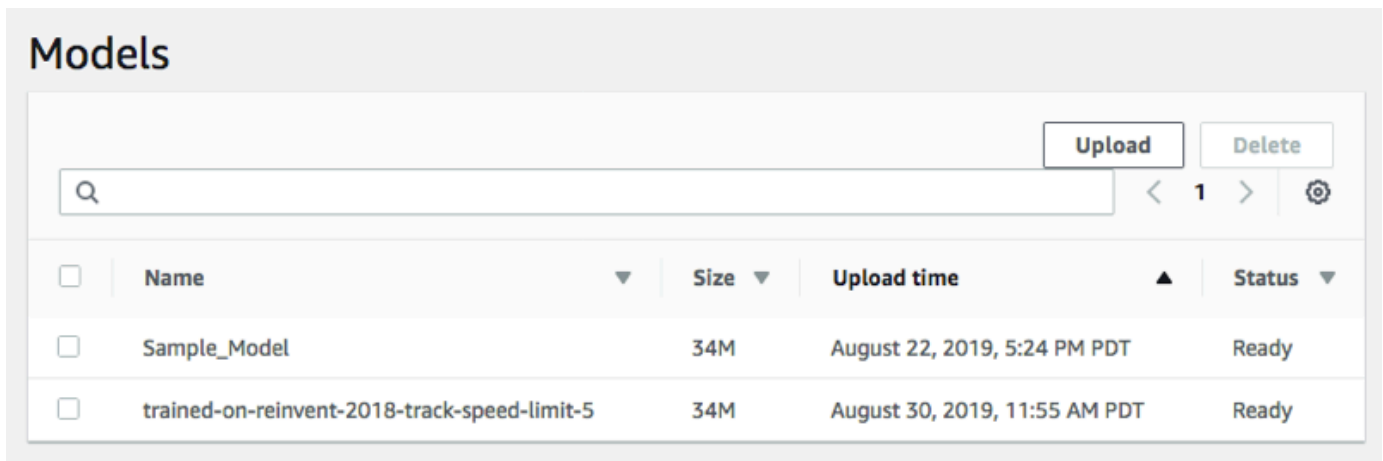 Models
Upload Delete
1
Name Size Upload time Status
Sample_Model 34M August 22, 2019, 5:24 PM PDT Ready
trained-on-reinvent-2018-track-speed-limit-5 34M August 30, 2019, 11:55 AM PDT Ready